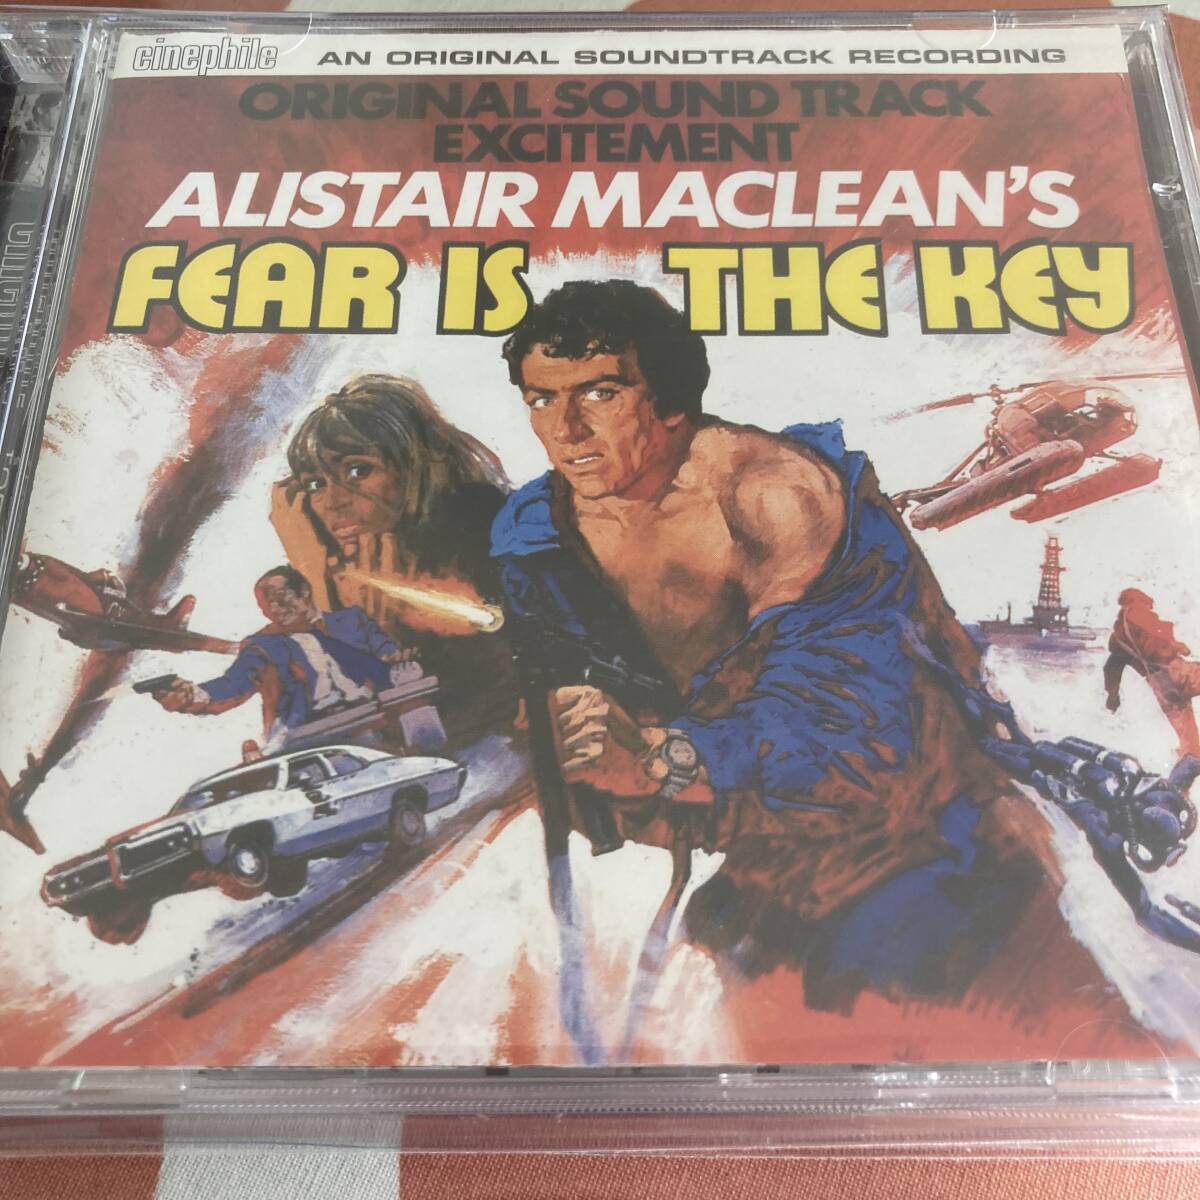 cinephile AN ORIGINAL SOUNDTRACK RECORDING
ORIGINAL SOUND TRACK
EXCITEMENT
ALISTAIR MACLEAN'S
FEAR IS THE KEY